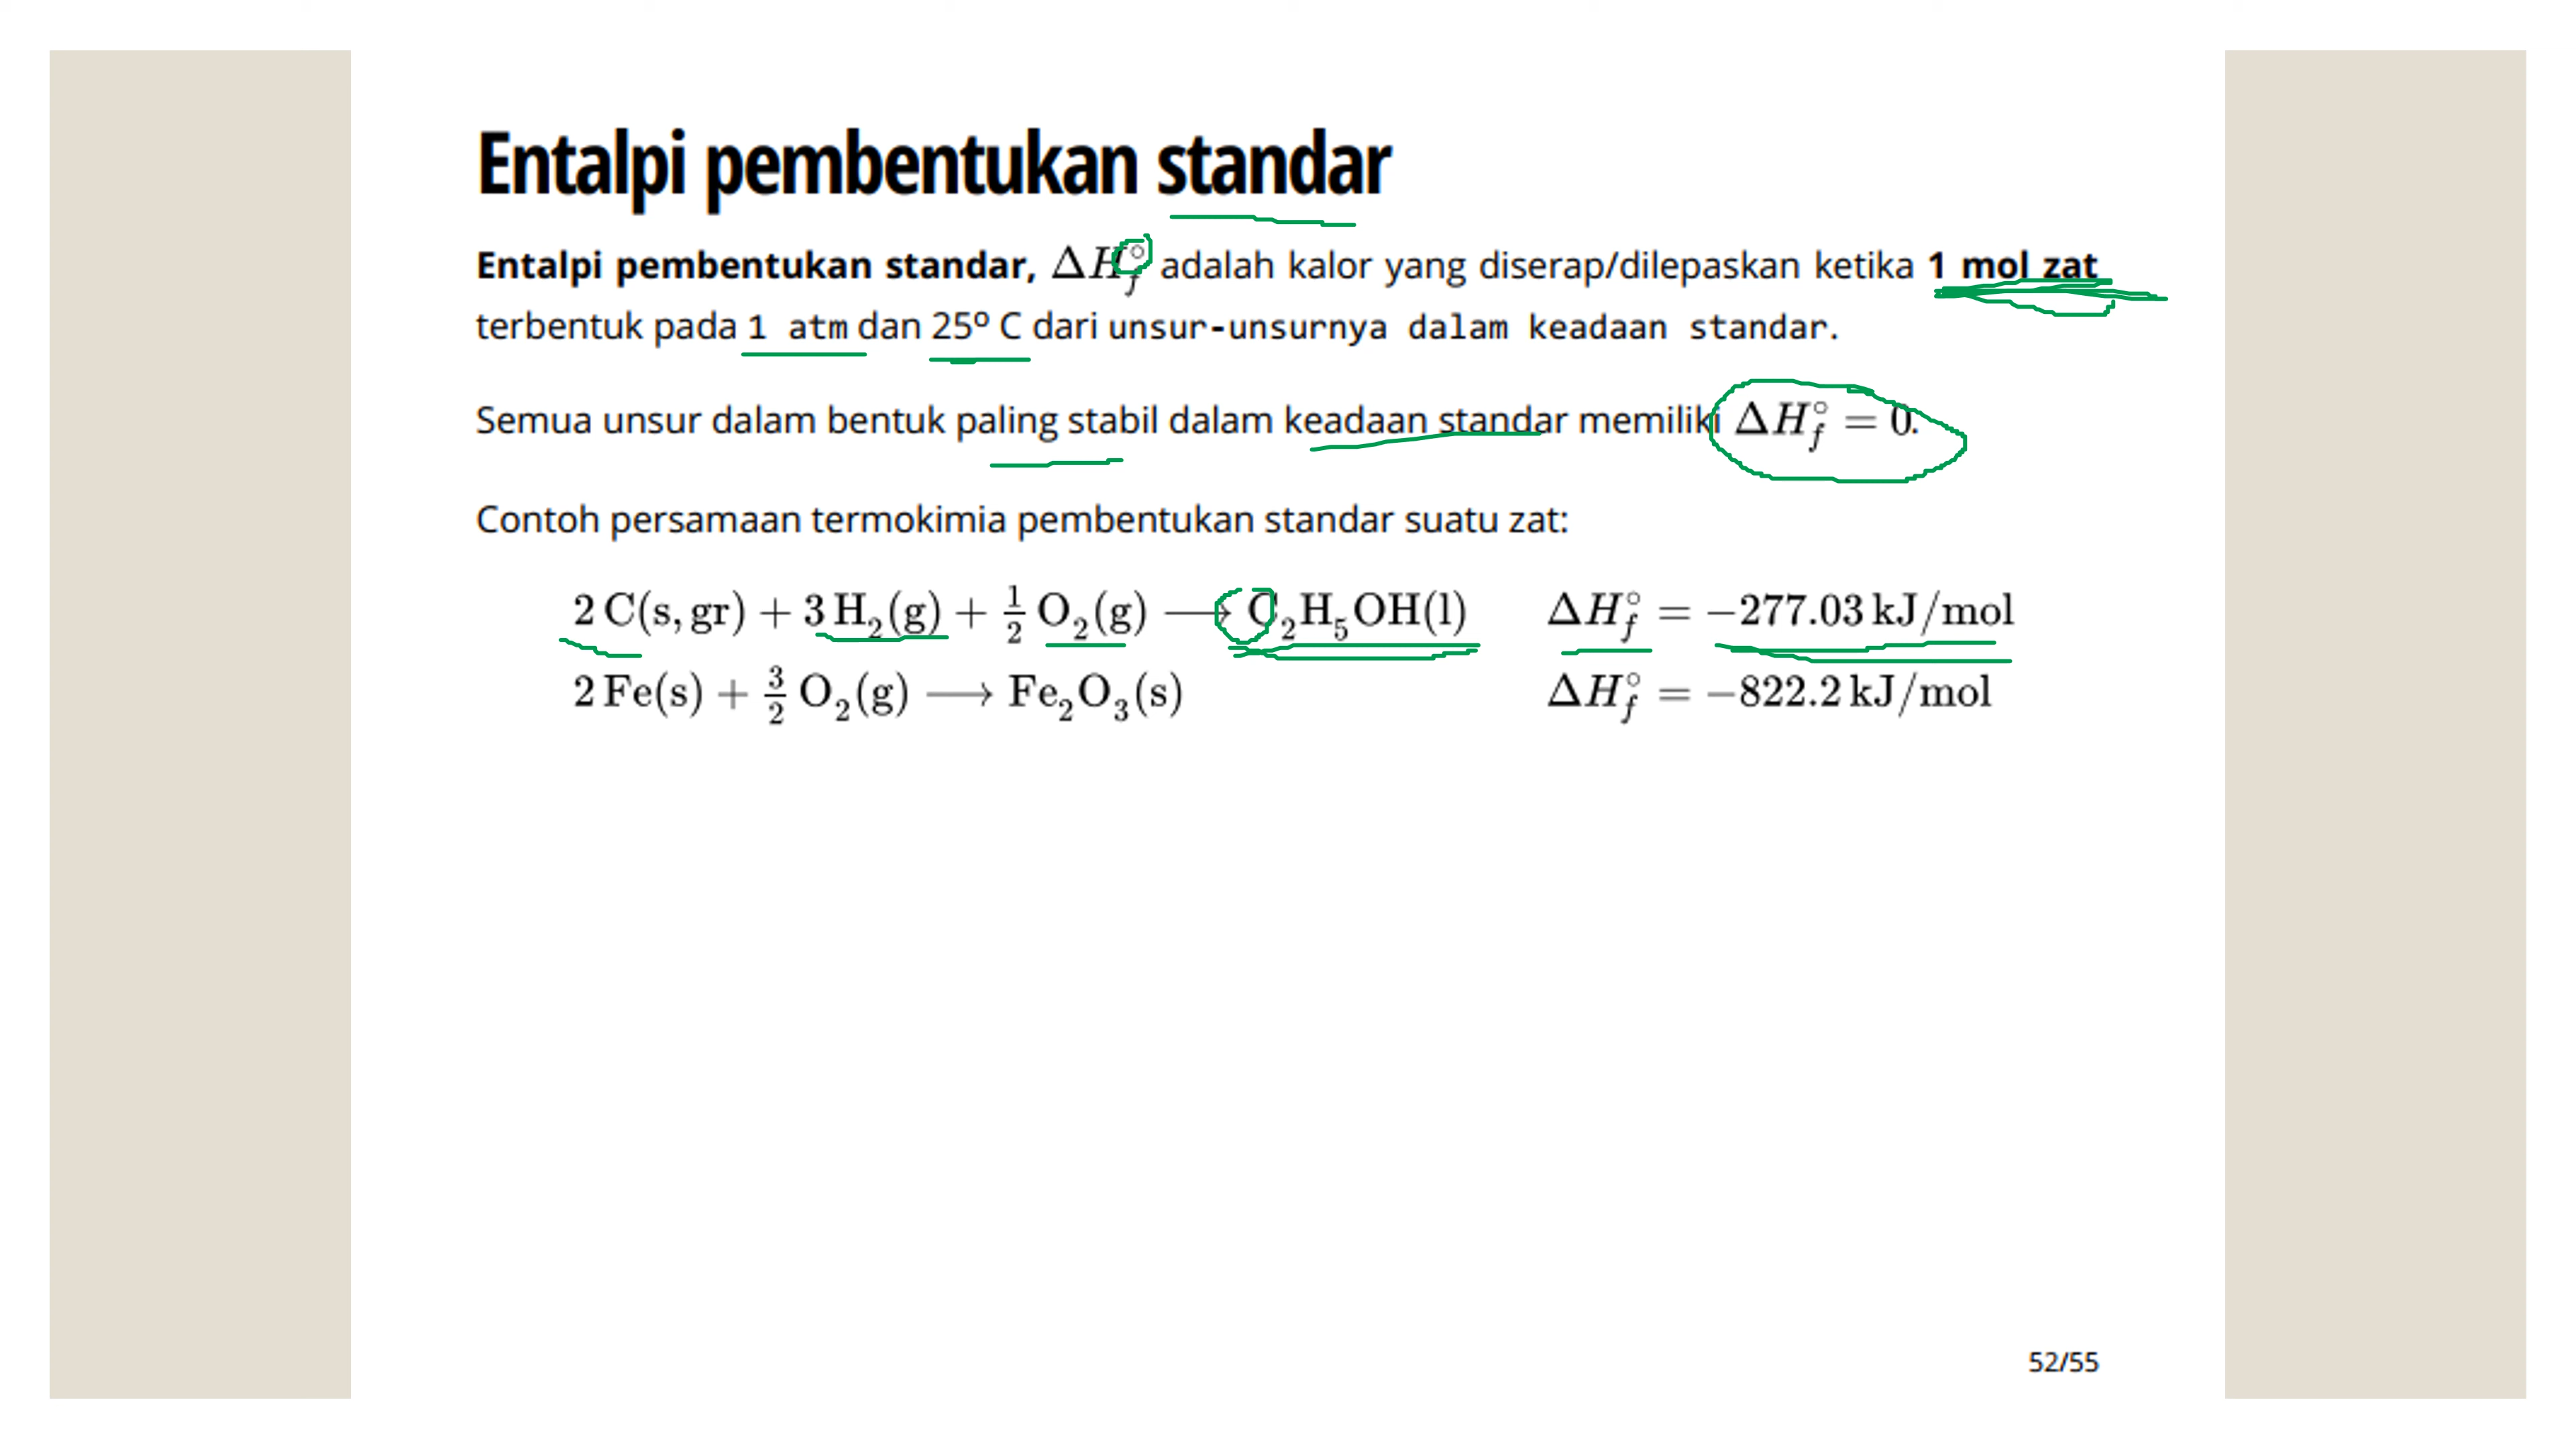 Entalpi pembentukan standar
Entalpi pembentukan standar, ΔH°f adalah kalor yang diserap/dilepaskan ketika 1 mol zat
terbentuk pada 1 atm dan 25º C dari unsur-unsurnya dalam keadaan standar.
Semua unsur dalam bentuk paling stabil dalam keadaan standar memiliki ΔH°f = 0.
Contoh persamaan termokimia pembentukan standar suatu zat:
2 C(s, gr) + 3 H₂(g) + ½ O₂(g) ⟶ C₂H₅OH(l) ΔH°f = −277.03 kJ/mol
2 Fe(s) + 3/2 O₂(g) ⟶ Fe₂O₃(s) ΔH°f = −822.2 kJ/mol
52/55